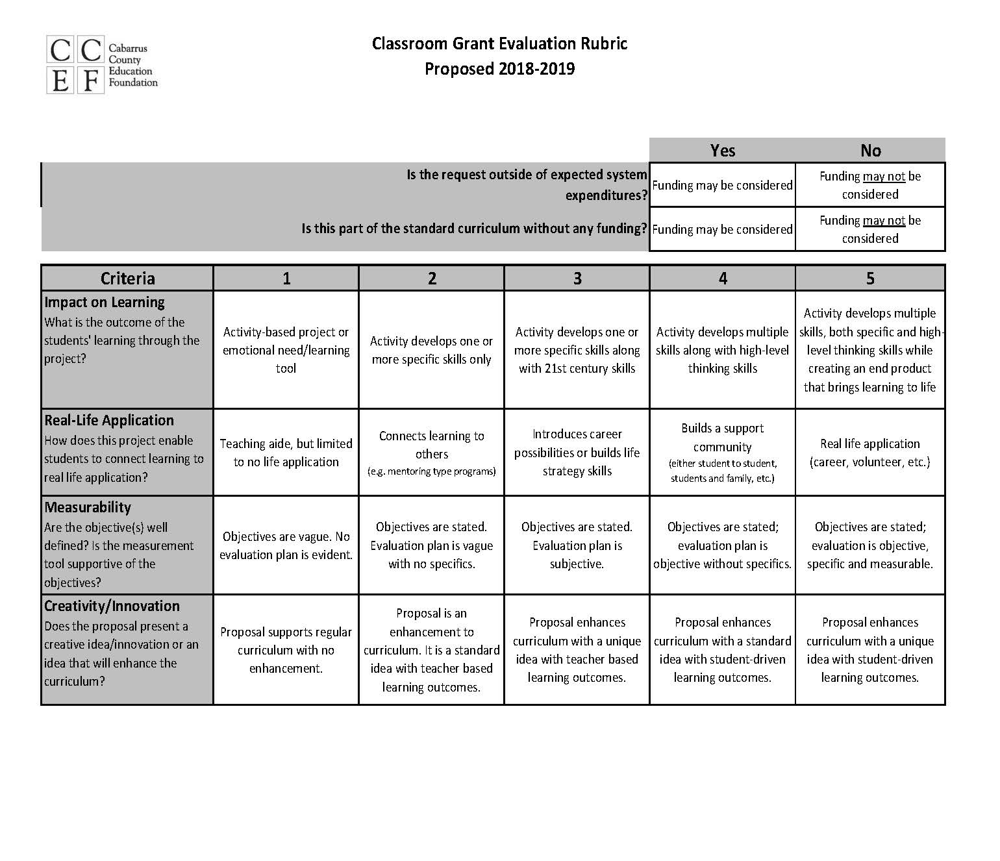 C C
E F
Cabarrus
County
Education
Foundation
Classroom Grant Evaluation Rubric
Proposed 2018-2019
Yes
No
Is the request outside of expected system
expenditures?
Funding may be considered
Funding may not be
considered
Is this part of the standard curriculum without any funding?
Funding may be considered
Funding may not be
considered
Criteria
1
2
3
4
5
Impact on Learning
What is the outcome of the
students' learning through the
project?
Activity-based project or
emotional need/learning
tool
Activity develops one or
more specific skills only
Activity develops one or
more specific skills along
with 21st century skills
Activity develops multiple
skills along with high-level
thinking skills
Activity develops multiple
skills, both specific and high-
level thinking skills while
creating an end product
that brings learning to life
Real-Life Application
How does this project enable
students to connect learning to
real life application?
Teaching aide, but limited
to no life application
Connects learning to
others
(e.g. mentoring type programs)
Introduces career
possibilities or builds life
strategy skills
Builds a support
community
(either student to student,
students and family, etc.)
Real life application
(career, volunteer, etc.)
Measurability
Are the objective(s) well
defined? Is the measurement
tool supportive of the
objectives?
Objectives are vague. No
evaluation plan is evident.
Objectives are stated.
Evaluation plan is vague
with no specifics.
Objectives are stated.
Evaluation plan is
subjective.
Objectives are stated;
evaluation plan is
objective without specifics.
Objectives are stated;
evaluation is objective,
specific and measurable.
Creativity/Innovation
Does the proposal present a
creative idea/innovation or an
idea that will enhance the
curriculum?
Proposal supports regular
curriculum with no
enhancement.
Proposal is an
enhancement to
curriculum. It is a standard
idea with teacher based
learning outcomes.
Proposal enhances
curriculum with a unique
idea with teacher based
learning outcomes.
Proposal enhances
curriculum with a standard
idea with student-driven
learning outcomes.
Proposal enhances
curriculum with a unique
idea with student-driven
learning outcomes.